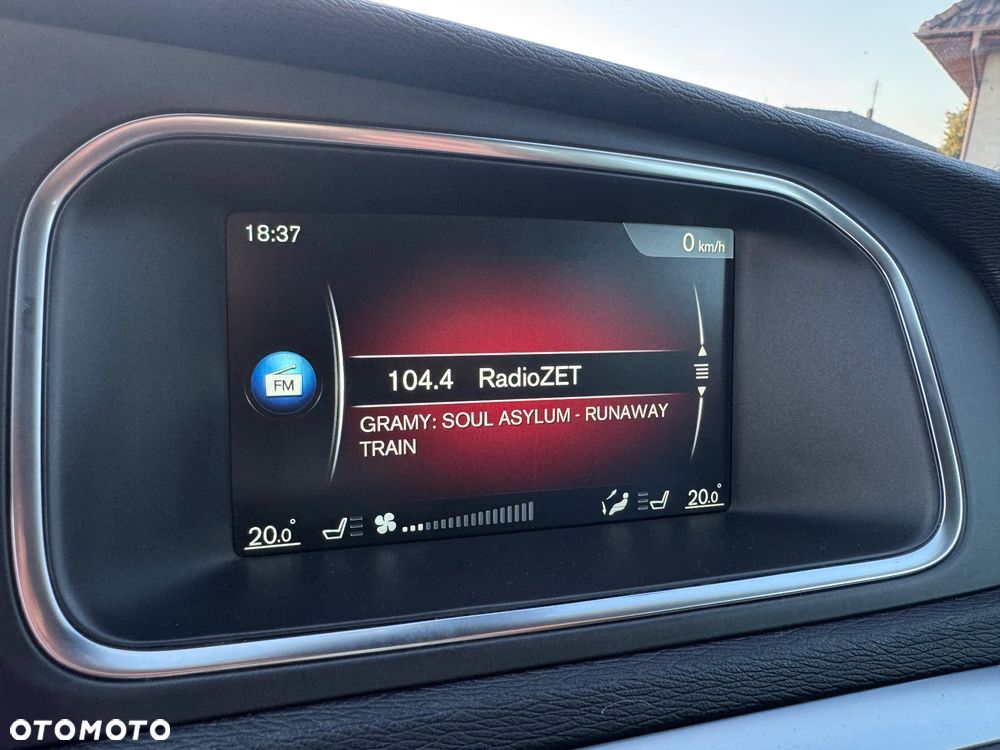 18:37
0 km/h
FM
104.4 RadioZET
GRAMY: SOUL ASYLUM - RUNAWAY
TRAIN
20.0° 20.0°
OTOMOTO